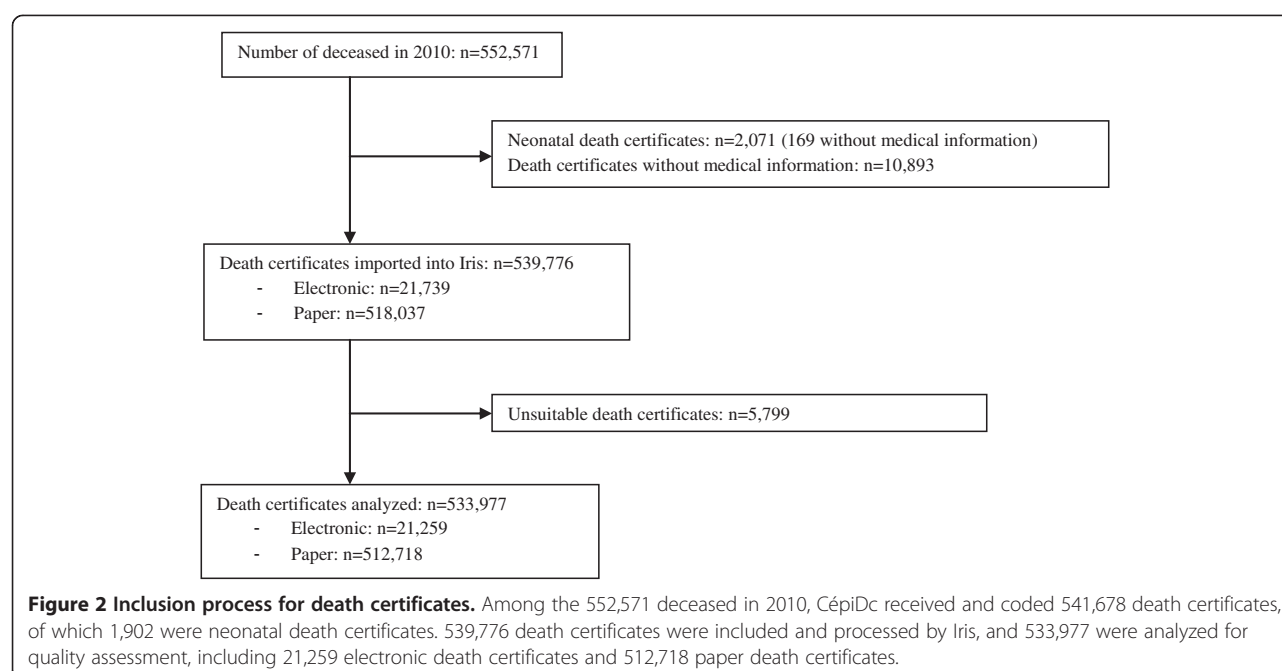 Number of deceased in 2010: n=552,571
Neonatal death certificates: n=2,071 (169 without medical information)
Death certificates without medical information: n=10,893
Death certificates imported into Iris: n=539,776
- Electronic: n=21,739
- Paper: n=518,037
Unsuitable death certificates: n=5,799
Death certificates analyzed: n=533,977
- Electronic: n=21,259
- Paper: n=512,718
Figure 2 Inclusion process for death certificates. Among the 552,571 deceased in 2010, CépiDc received and coded 541,678 death certificates,
of which 1,902 were neonatal death certificates. 539,776 death certificates were included and processed by Iris, and 533,977 were analyzed for
quality assessment, including 21,259 electronic death certificates and 512,718 paper death certificates.